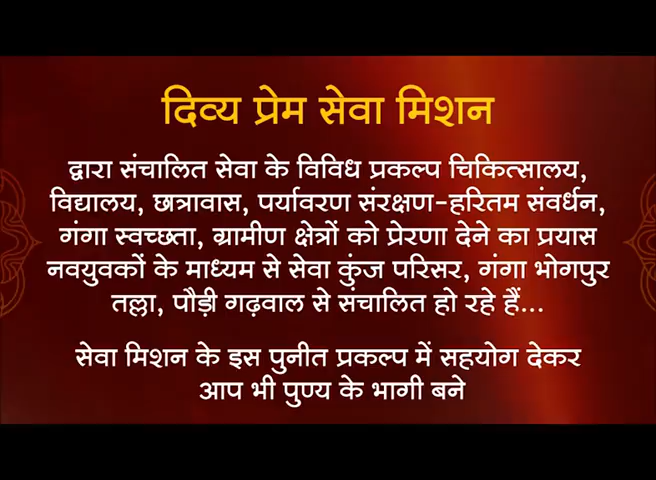 दिव्य प्रेम सेवा मिशन
द्वारा संचालित सेवा के विविध प्रकल्प चिकित्सालय,
विद्यालय, छात्रावास, पर्यावरण संरक्षण-हरितम संवर्धन,
गंगा स्वच्छता, ग्रामीण क्षेत्रों को प्रेरणा देने का प्रयास
नवयुवकों के माध्यम से सेवा कुंज परिसर, गंगा भोगपुर
तल्ला, पौड़ी गढ़वाल से संचालित हो रहे हैं...
सेवा मिशन के इस पुनीत प्रकल्प में सहयोग देकर
आप भी पुण्य के भागी बने